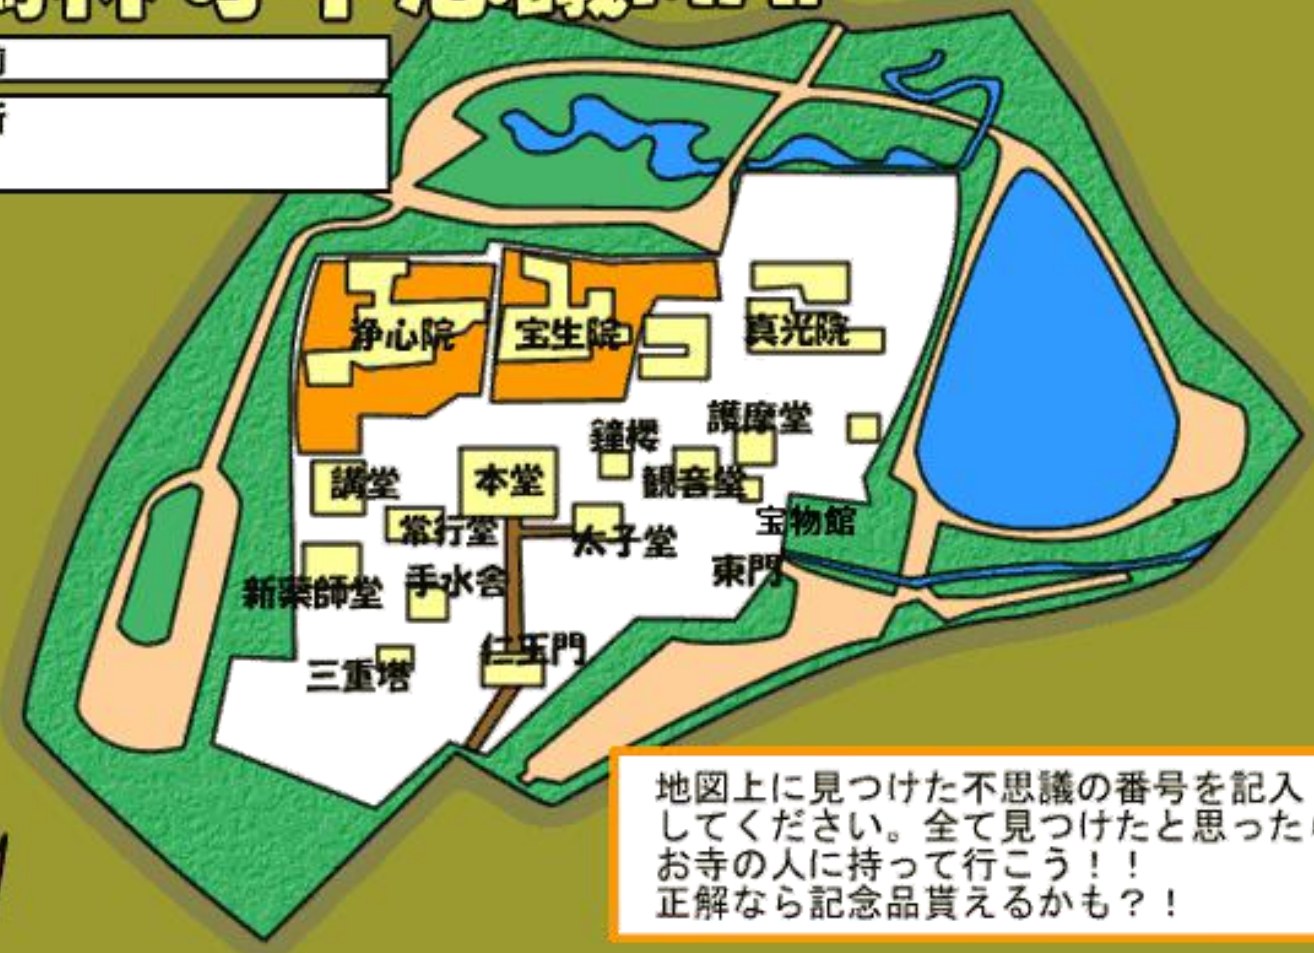 浄心院
宝生院
真光院
護摩堂
鐘楼
講堂
本堂
観音堂
宝物館
常行堂
太子堂
東門
新薬師堂
手水舎
仁王門
三重塔
地図上に見つけた不思議の番号を記入
してください。全て見つけたと思った
お寺の人に持って行こう！！
正解なら記念品貰えるかも？！